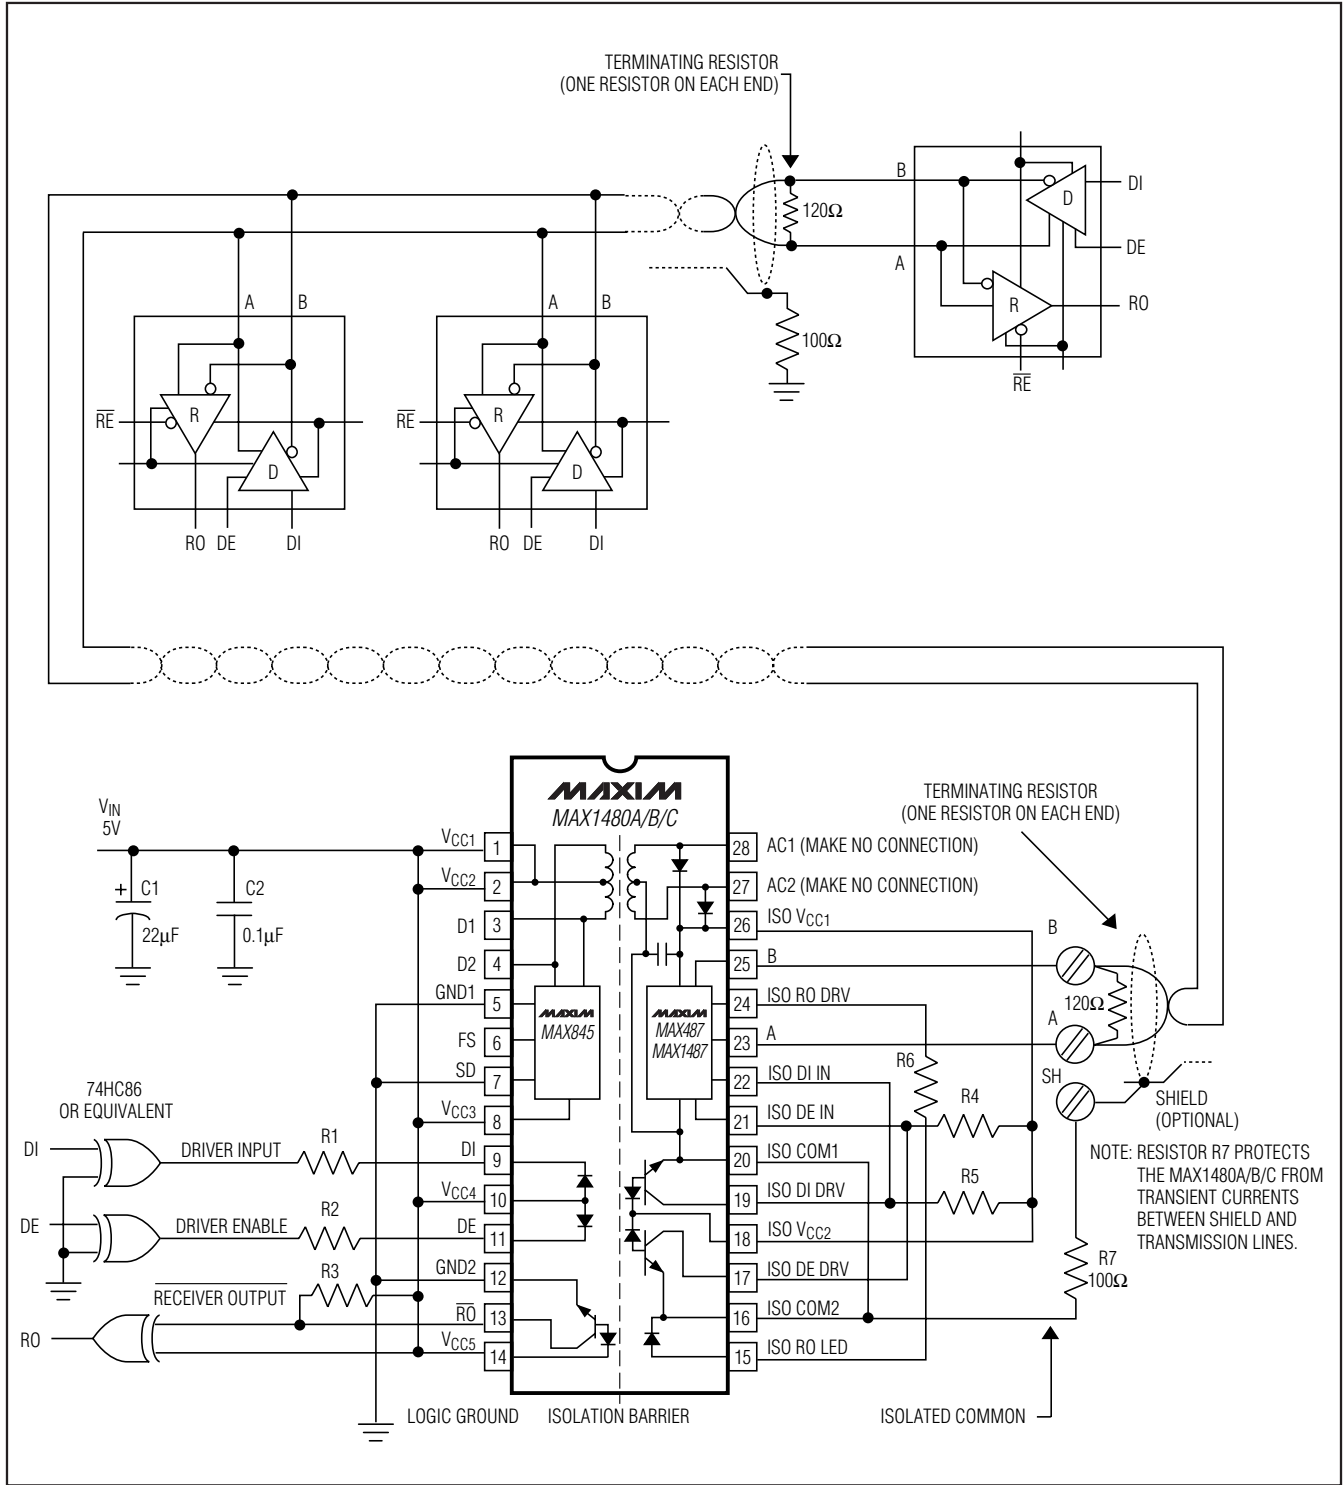 TERMINATING RESISTOR
(ONE RESISTOR ON EACH END)
B
D
DI
120Ω
A
DE
R
RO
100Ω
RE
A
B
A
B
RE
R
D
RE
R
D
RO
DE
DI
RO
DE
DI
MAXIM
MAX1480A/B/C
TERMINATING RESISTOR
(ONE RESISTOR ON EACH END)
VIN
5V
C1
22µF
C2
0.1µF
+
VCC1
1
VCC2
2
D1
3
D2
4
GND1
5
FS
6
SD
7
VCC3
8
DI
9
VCC4
10
DE
11
GND2
12
RO
13
VCC5
14
MAXIM
MAX845
MAXIM
MAX487
MAX1487
28
AC1 (MAKE NO CONNECTION)
27
AC2 (MAKE NO CONNECTION)
26
ISO VCC1
25
B
24
ISO RO DRV
23
A
22
ISO DI IN
21
ISO DE IN
20
ISO COM1
19
ISO DI DRV
18
ISO VCC2
17
ISO DE DRV
16
ISO COM2
15
ISO RO LED
B
120Ω
A
SH
R6
R4
R5
SHIELD
(OPTIONAL)
NOTE: RESISTOR R7 PROTECTS
THE MAX1480A/B/C FROM
TRANSIENT CURRENTS
BETWEEN SHIELD AND
TRANSMISSION LINES.
R7
100Ω
74HC86
OR EQUIVALENT
DI
DRIVER INPUT
R1
DE
DRIVER ENABLE
R2
R3
RECEIVER OUTPUT
RO
LOGIC GROUND
ISOLATION BARRIER
ISOLATED COMMON